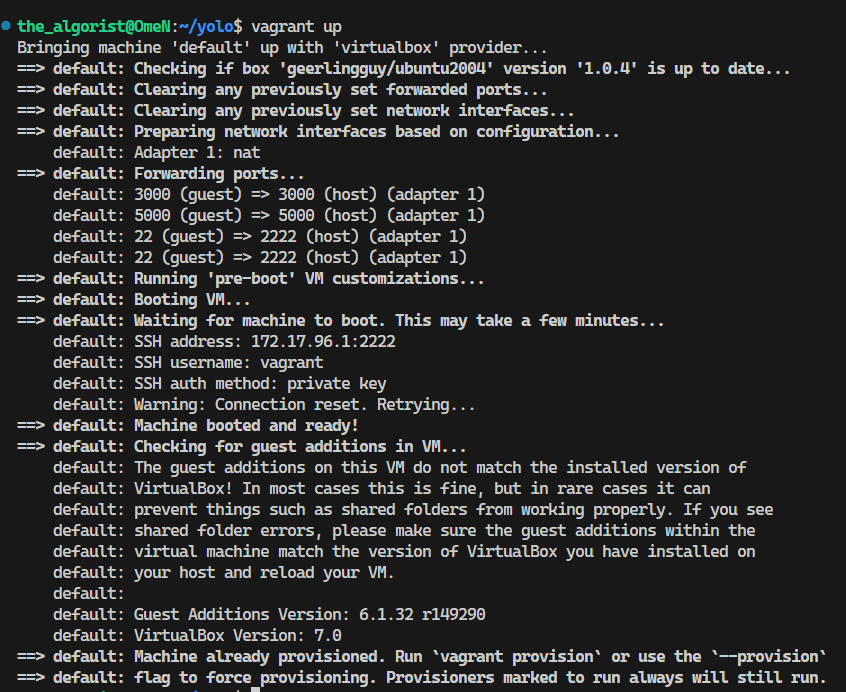 the_algorist@OmeN:~/yolo$ vagrant up
Bringing machine 'default' up with 'virtualbox' provider...
==> default: Checking if box 'geerlingguy/ubuntu2004' version '1.0.4' is up to date...
==> default: Clearing any previously set forwarded ports...
==> default: Clearing any previously set network interfaces...
==> default: Preparing network interfaces based on configuration...
    default: Adapter 1: nat
==> default: Forwarding ports...
    default: 3000 (guest) => 3000 (host) (adapter 1)
    default: 5000 (guest) => 5000 (host) (adapter 1)
    default: 22 (guest) => 2222 (host) (adapter 1)
    default: 22 (guest) => 2222 (host) (adapter 1)
==> default: Running 'pre-boot' VM customizations...
==> default: Booting VM...
==> default: Waiting for machine to boot. This may take a few minutes...
    default: SSH address: 172.17.96.1:2222
    default: SSH username: vagrant
    default: SSH auth method: private key
    default: Warning: Connection reset. Retrying...
==> default: Machine booted and ready!
==> default: Checking for guest additions in VM...
    default: The guest additions on this VM do not match the installed version of
    default: VirtualBox! In most cases this is fine, but in rare cases it can
    default: prevent things such as shared folders from working properly. If you see
    default: shared folder errors, please make sure the guest additions within the
    default: virtual machine match the version of VirtualBox you have installed on
    default: your host and reload your VM.
    default:
    default: Guest Additions Version: 6.1.32 r149290
    default: VirtualBox Version: 7.0
==> default: Machine already provisioned. Run `vagrant provision` or use the `--provision`
==> default: flag to force provisioning. Provisioners marked to run always will still run.